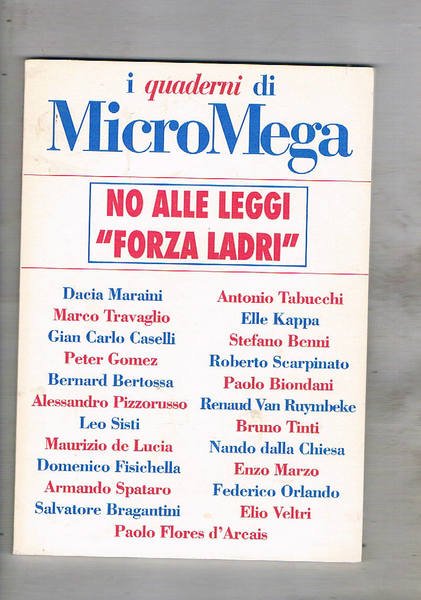 i quaderni di
MicroMega
NO ALLE LEGGI
"FORZA LADRI"
Dacia Maraini
Marco Travaglio
Gian Carlo Caselli
Peter Gomez
Bernard Bertossa
Alessandro Pizzorusso
Leo Sisti
Maurizio de Lucia
Domenico Fisichella
Armando Spataro
Salvatore Bragantini
Antonio Tabucchi
Elle Kappa
Stefano Benni
Roberto Scarpinato
Paolo Biondani
Renaud Van Ruymbeke
Bruno Tinti
Nando dalla Chiesa
Enzo Marzo
Federico Orlando
Elio Veltri
Paolo Flores d'Arcais